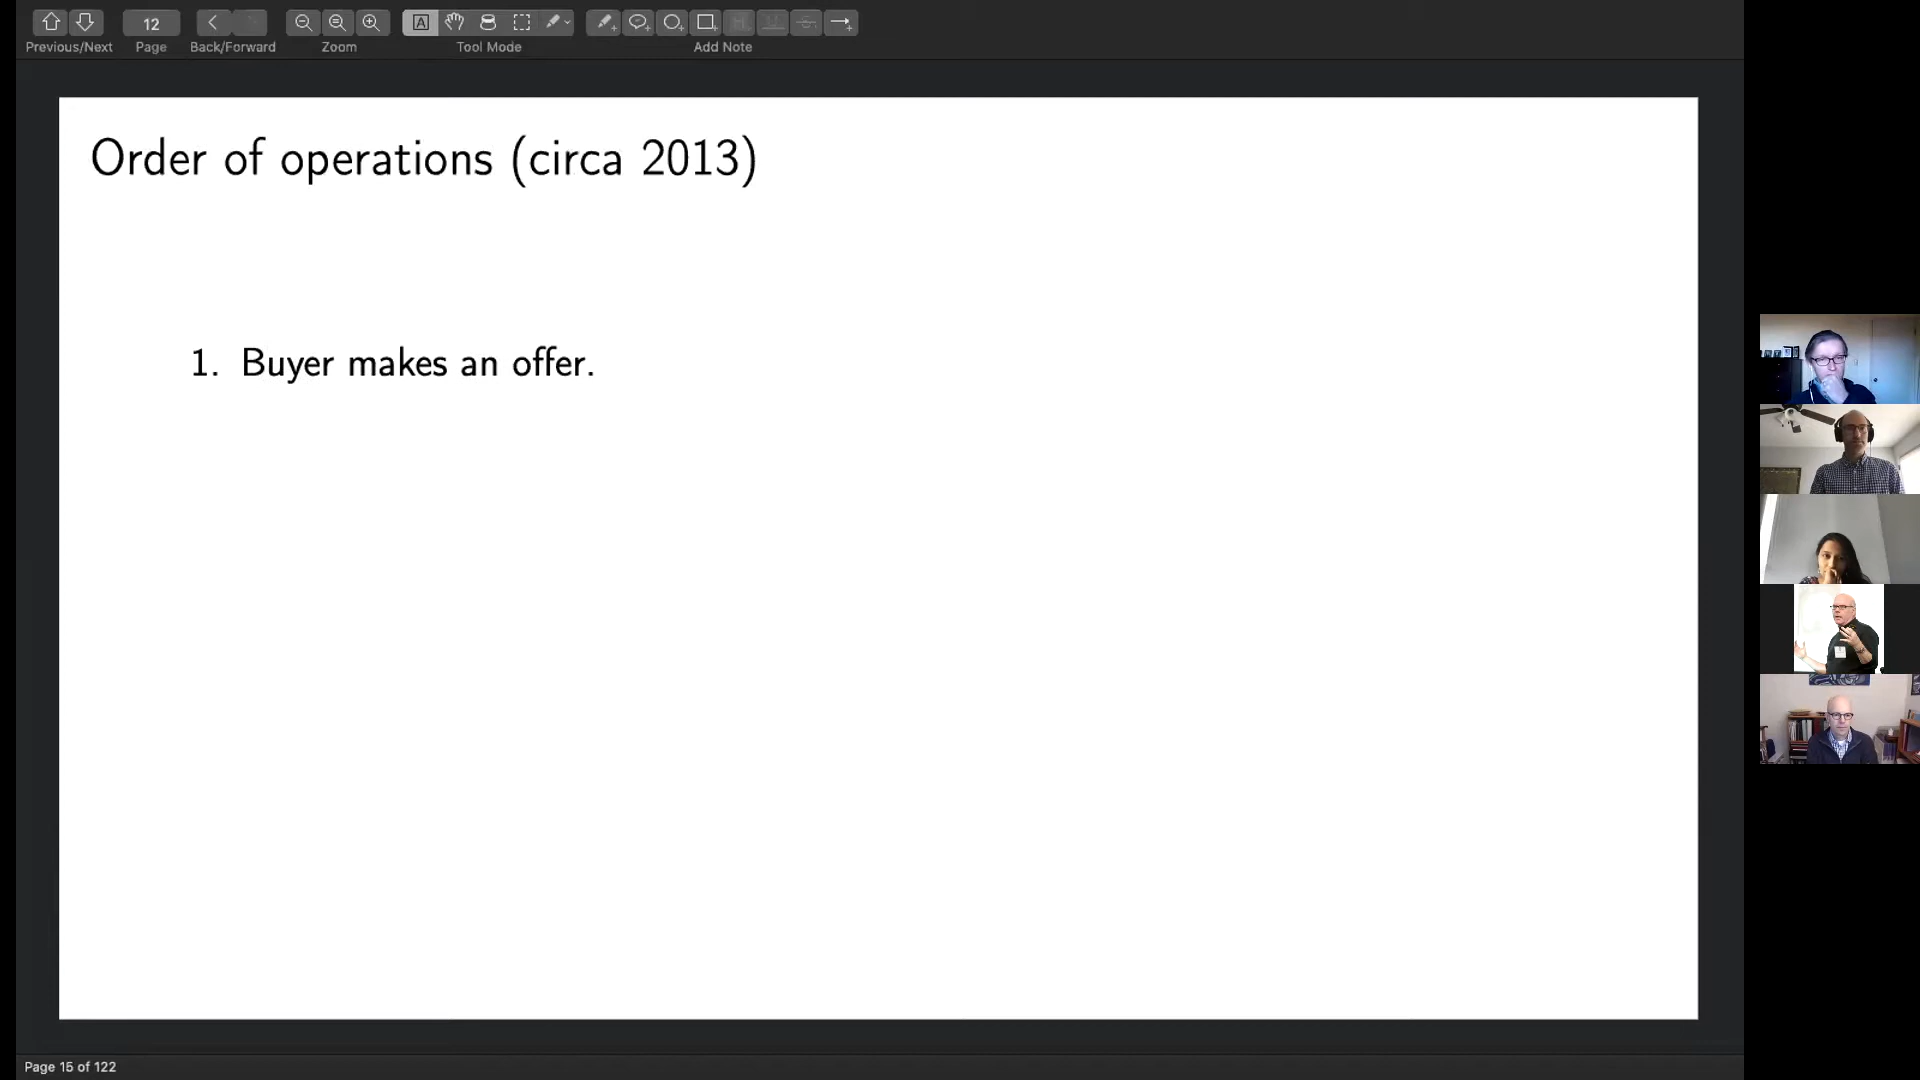 12
Previous/Next
Page
Back/Forward
Zoom
Tool Mode
Add Note
Order of operations (circa 2013)
1. Buyer makes an offer.
Page 15 of 122